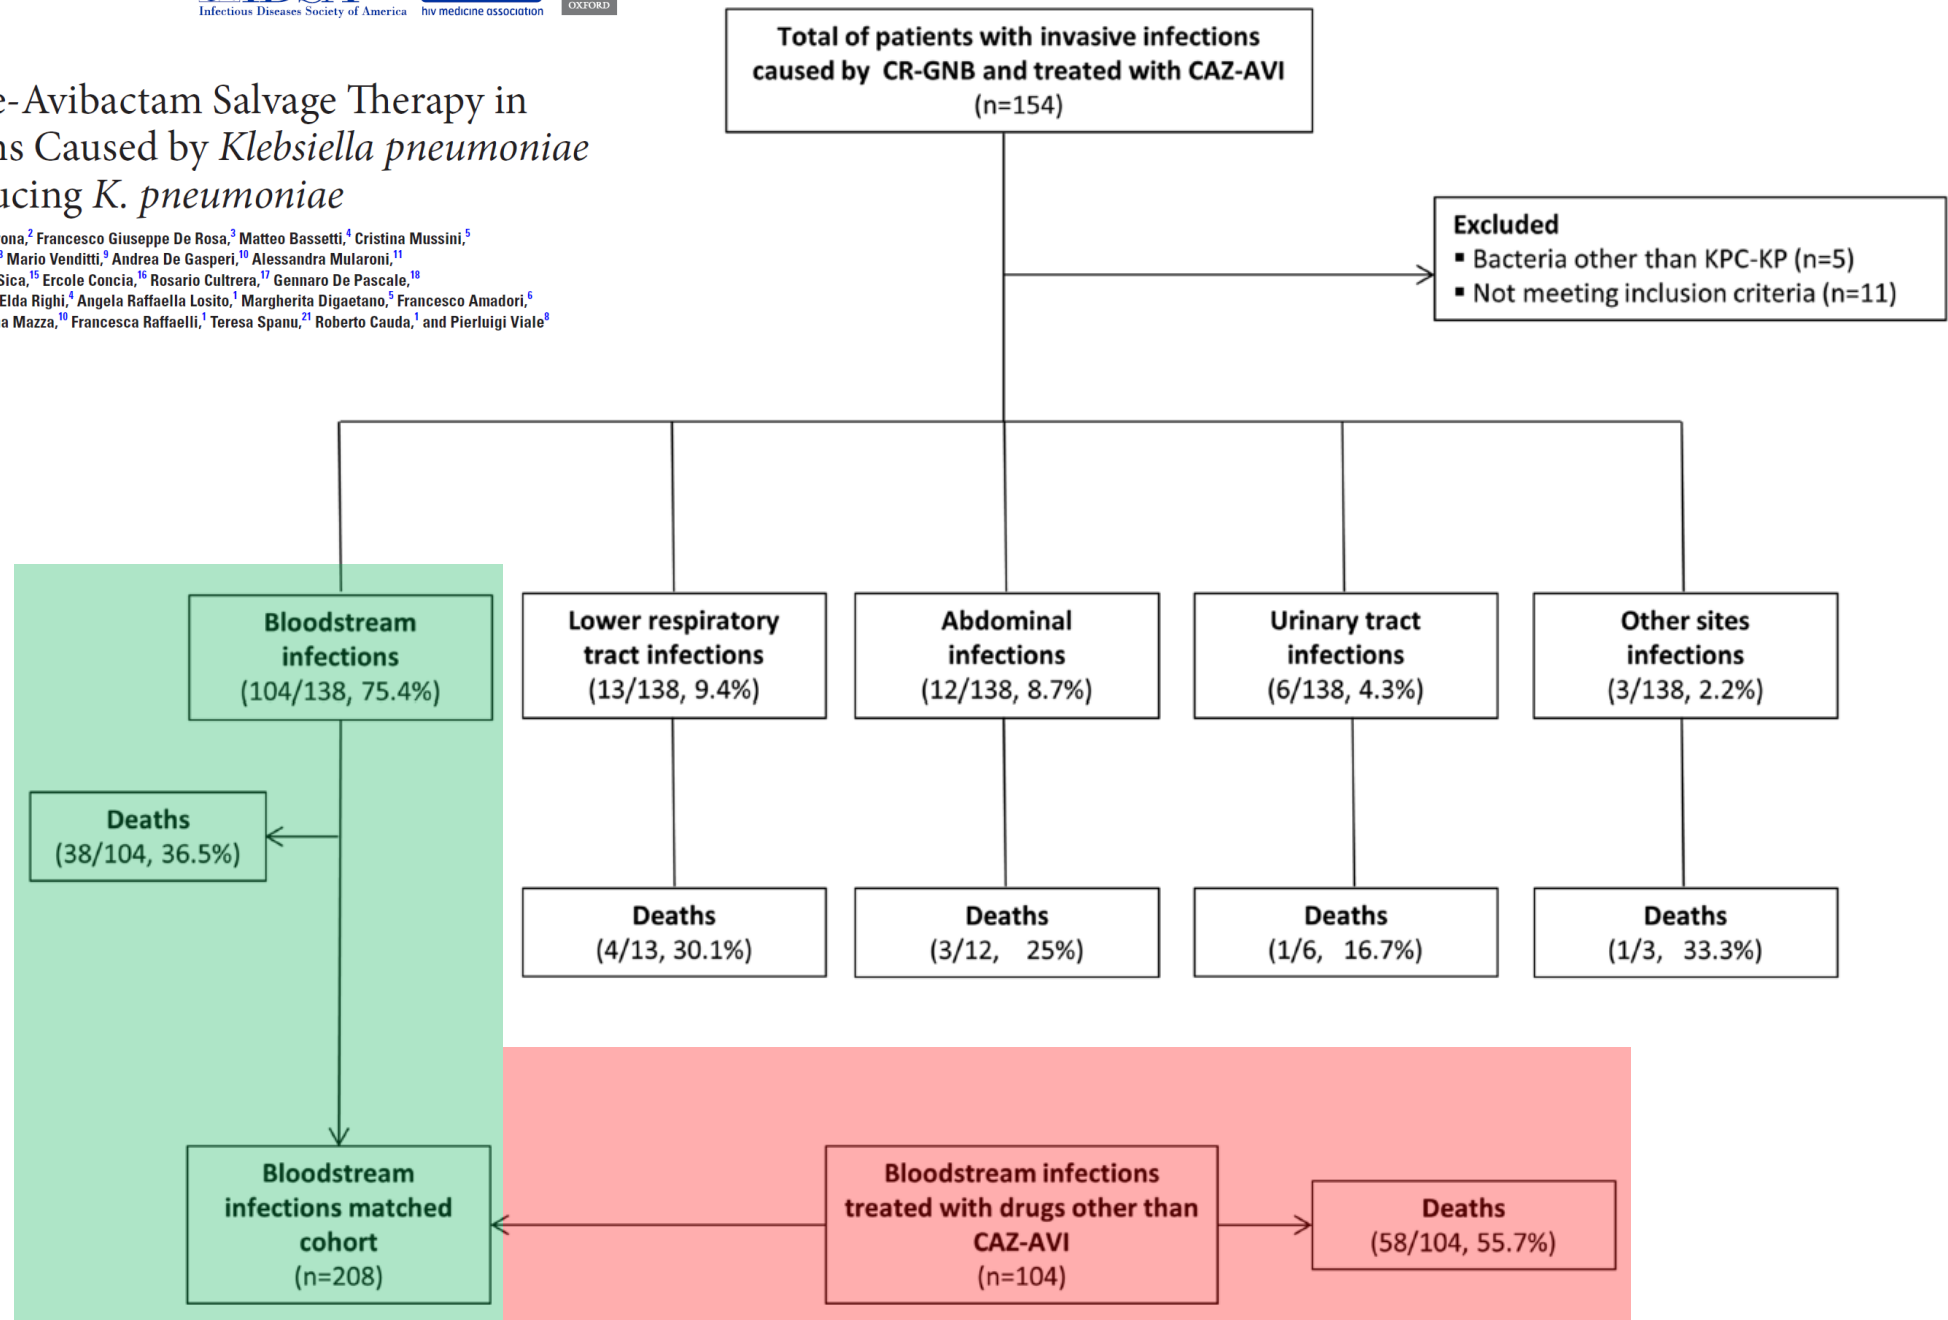 Infectious Diseases Society of America
hiv medicine association
OXFORD
e-Avibactam Salvage Therapy in
ns Caused by Klebsiella pneumoniae
ucing K. pneumoniae
ona,2 Francesco Giuseppe De Rosa,3 Matteo Bassetti,4 Cristina Mussini,5
8 Mario Venditti,9 Andrea De Gasperi,10 Alessandra Mularoni,11
Sica,15 Ercole Concia,16 Rosario Cultrera,17 Gennaro De Pascale,18
Elda Righi,4 Angela Raffaella Losito,1 Margherita Digaetano,5 Francesco Amadori,6
a Mazza,10 Francesca Raffaelli,1 Teresa Spanu,21 Roberto Cauda,1 and Pierluigi Viale8
Total of patients with invasive infections
caused by CR-GNB and treated with CAZ-AVI
(n=154)
Excluded
▪ Bacteria other than KPC-KP (n=5)
▪ Not meeting inclusion criteria (n=11)
Bloodstream
infections
(104/138, 75.4%)
Lower respiratory
tract infections
(13/138, 9.4%)
Abdominal
infections
(12/138, 8.7%)
Urinary tract
infections
(6/138, 4.3%)
Other sites
infections
(3/138, 2.2%)
Deaths
(38/104, 36.5%)
Deaths
(4/13, 30.1%)
Deaths
(3/12, 25%)
Deaths
(1/6, 16.7%)
Deaths
(1/3, 33.3%)
Bloodstream
infections matched
cohort
(n=208)
Bloodstream infections
treated with drugs other than
CAZ-AVI
(n=104)
Deaths
(58/104, 55.7%)